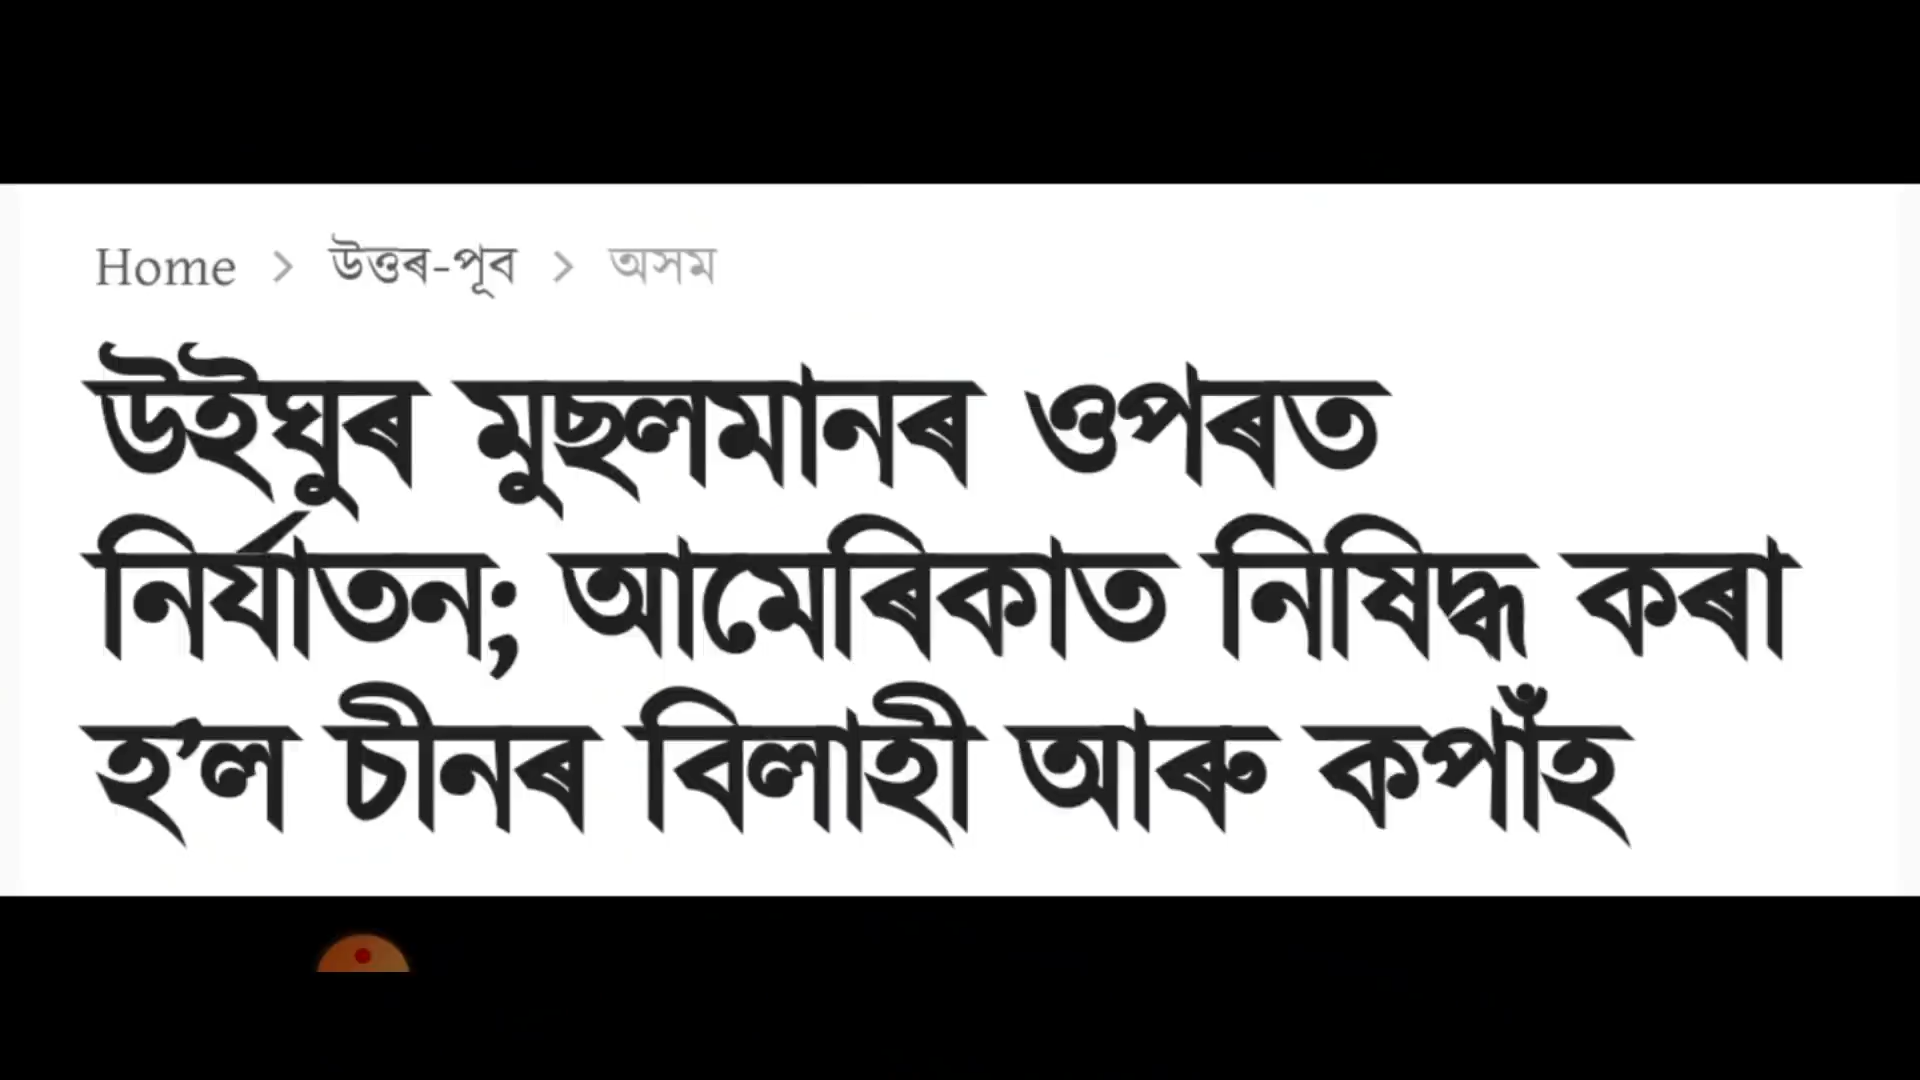 Home > উত্তৰ-পূব > অসম
উইঘুৰ মুছলমানৰ ওপৰত
নিৰ্যাতন; আমেৰিকাত নিষিদ্ধ কৰা
হ’ল চীনৰ বিলাহী আৰু কপাঁহ